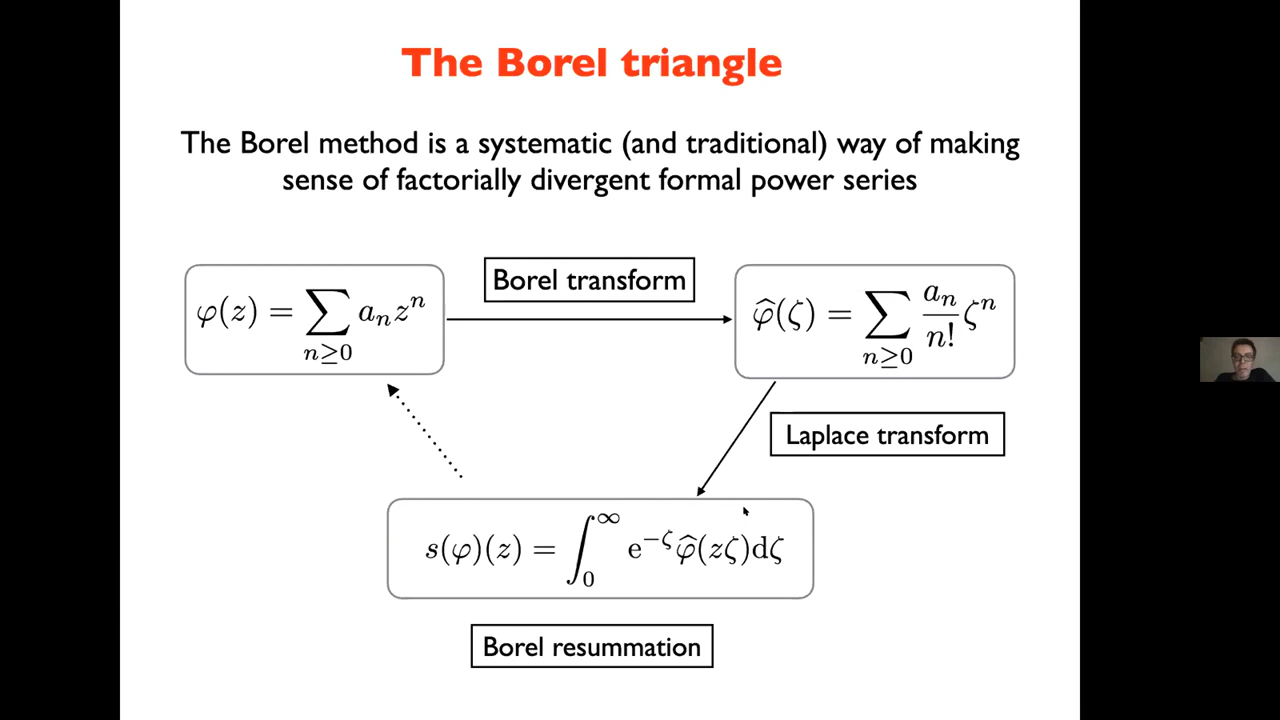 The Borel triangle
The Borel method is a systematic (and traditional) way of making
sense of factorially divergent formal power series
Borel transform
φ(z) = ∑_{n≥0} a_n z^n
φ̂(ζ) = ∑_{n≥0} a_n/n! ζ^n
Laplace transform
s(φ)(z) = ∫_0^∞ e^{−ζ} φ̂(zζ)dζ
Borel resummation